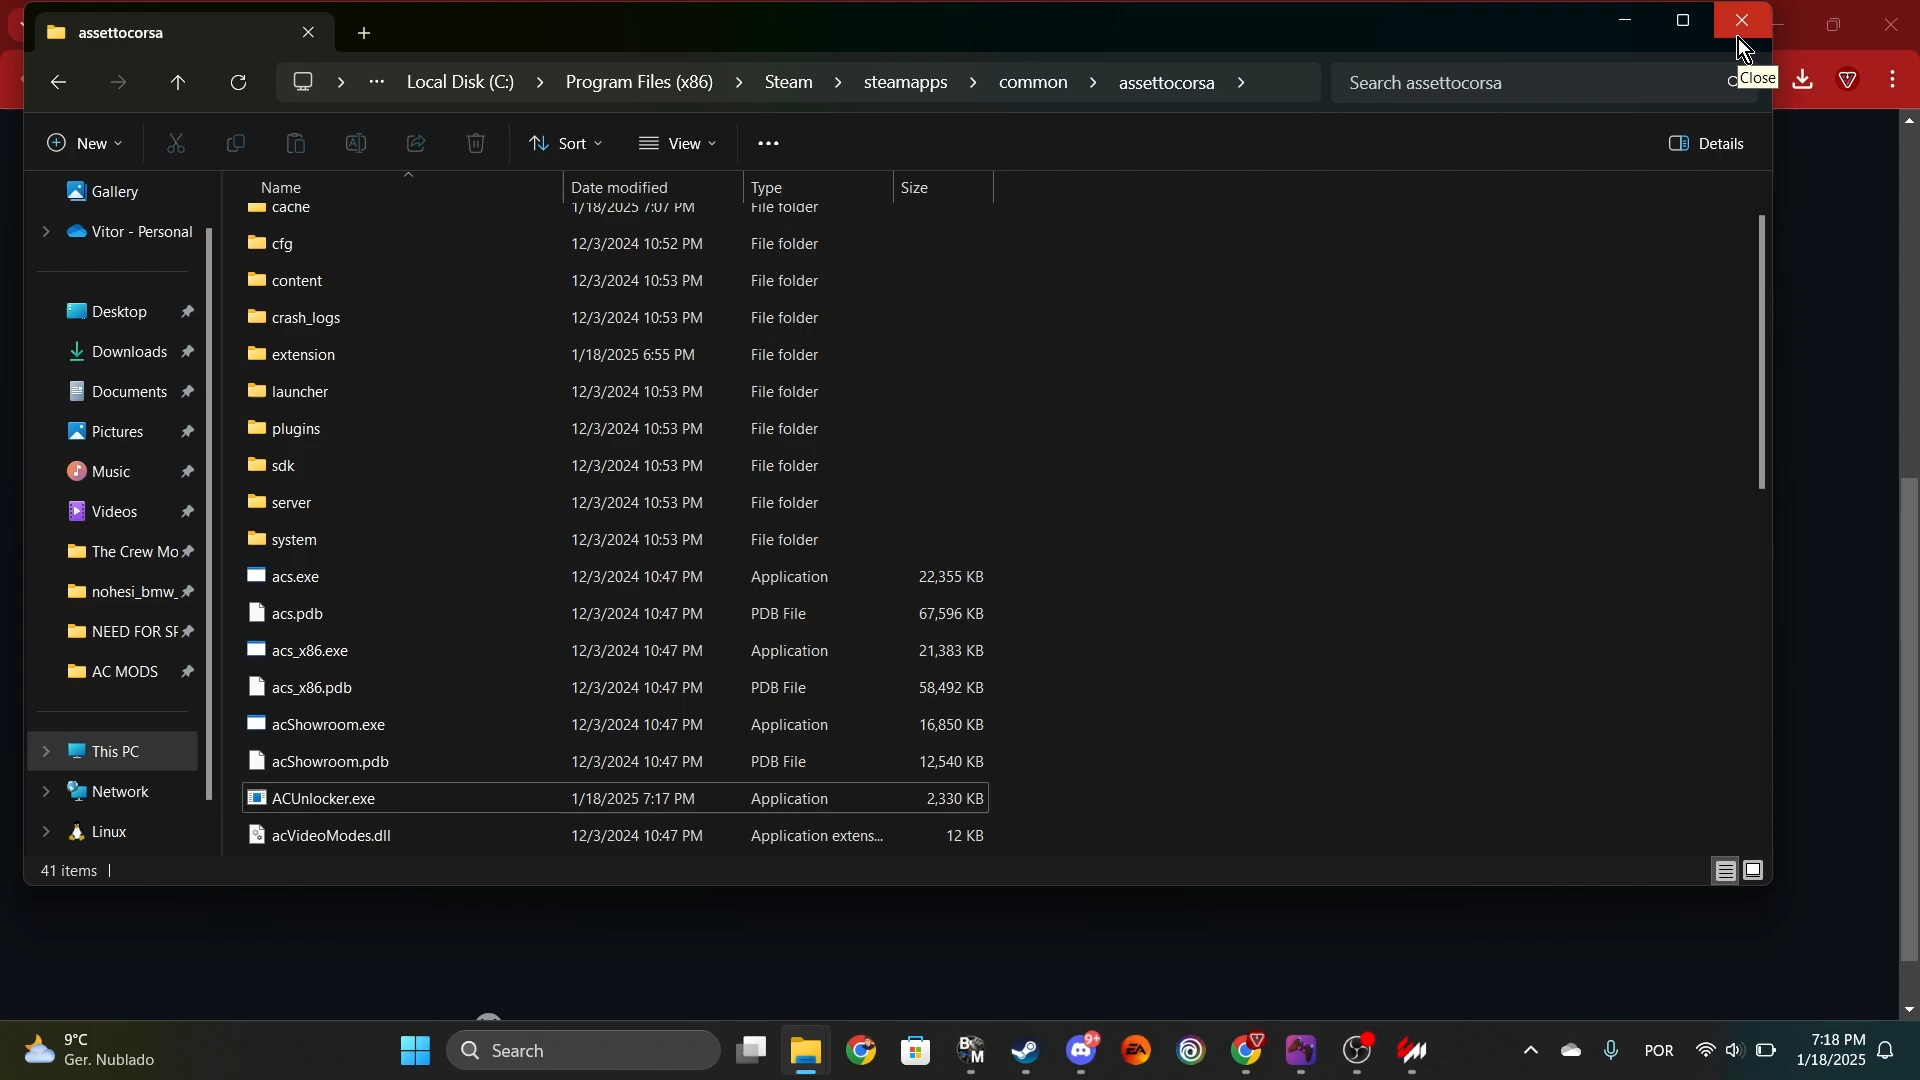 assettocorsa
Close
Local Disk (C:) > Program Files (x86) > Steam > steamapps > common > assettocorsa >
Search assettocorsa
New
Sort
View
Details
Gallery
Vitor - Personal
Desktop
Downloads
Documents
Pictures
Music
Videos
The Crew Mo
nohesi_bmw_
NEED FOR SF
AC MODS
This PC
Network
Linux
Name Date modified Type Size
cache 1/18/2025 7:07 PM File folder
cfg 12/3/2024 10:52 PM File folder
content 12/3/2024 10:53 PM File folder
crash_logs 12/3/2024 10:53 PM File folder
extension 1/18/2025 6:55 PM File folder
launcher 12/3/2024 10:53 PM File folder
plugins 12/3/2024 10:53 PM File folder
sdk 12/3/2024 10:53 PM File folder
server 12/3/2024 10:53 PM File folder
system 12/3/2024 10:53 PM File folder
acs.exe 12/3/2024 10:47 PM Application 22,355 KB
acs.pdb 12/3/2024 10:47 PM PDB File 67,596 KB
acs_x86.exe 12/3/2024 10:47 PM Application 21,383 KB
acs_x86.pdb 12/3/2024 10:47 PM PDB File 58,492 KB
acShowroom.exe 12/3/2024 10:47 PM Application 16,850 KB
acShowroom.pdb 12/3/2024 10:47 PM PDB File 12,540 KB
ACUnlocker.exe 1/18/2025 7:17 PM Application 2,330 KB
acVideoModes.dll 12/3/2024 10:47 PM Application extens... 12 KB
41 items
9°C
Ger. Nublado
Search
B M
9+
EA
POR
7:18 PM
1/18/2025